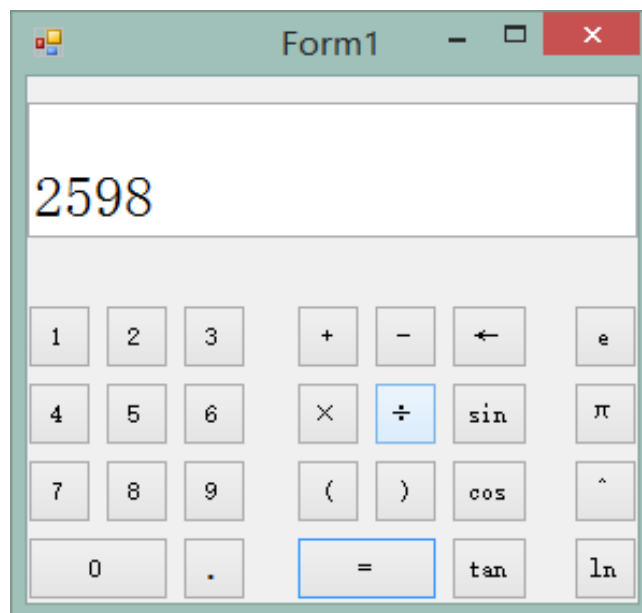 Form1
2598
1 2 3 + - ← e
4 5 6 × ÷ sin π
7 8 9 ( ) cos ^
0 . = tan ln